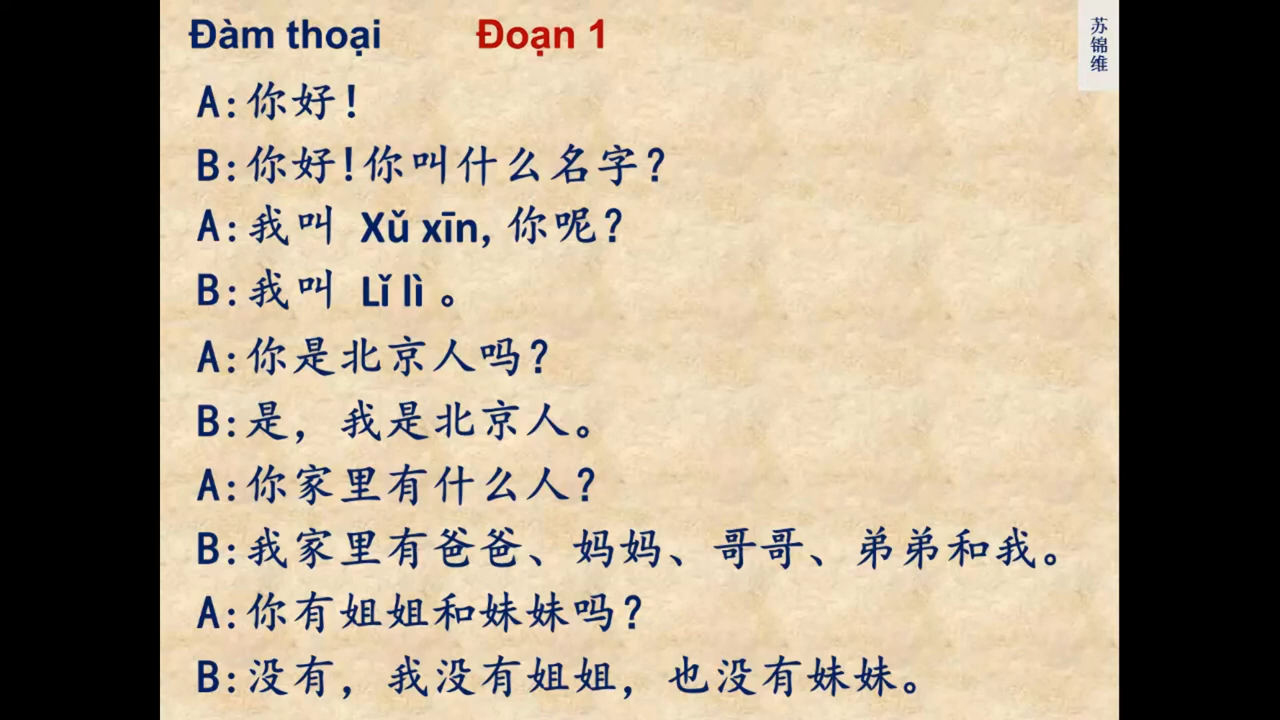 Đàm thoại Đoạn 1
苏锦维
A:你好!
B:你好!你叫什么名字?
A:我叫 Xǔ xīn, 你呢?
B:我叫 Lǐ lì 。
A:你是北京人吗?
B:是，我是北京人。
A:你家里有什么人?
B:我家里有爸爸、妈妈、哥哥、弟弟和我。
A:你有姐姐和妹妹吗?
B:没有，我没有姐姐，也没有妹妹。